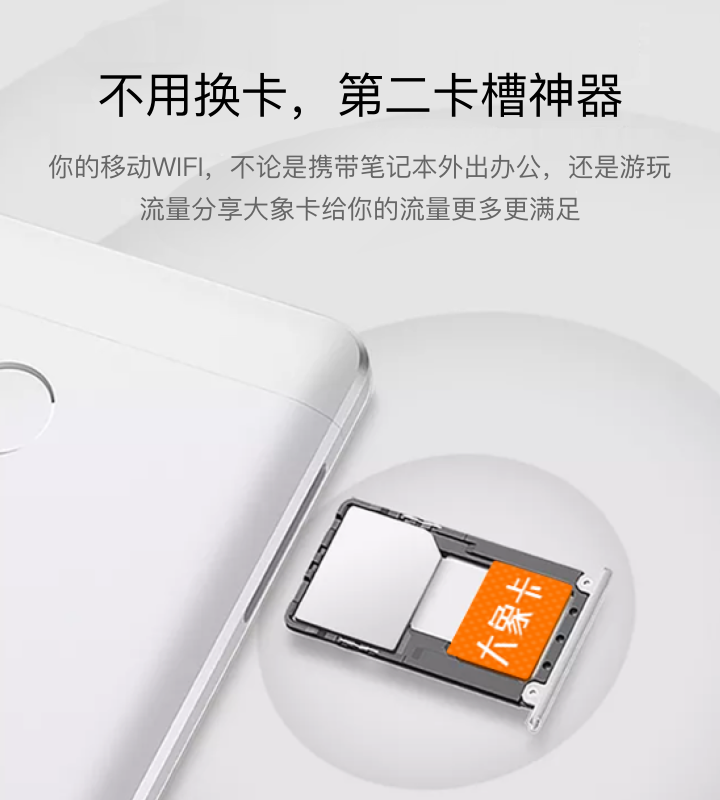 不用换卡，第二卡槽神器
你的移动WIFI，不论是携带笔记本外出办公，还是游玩
流量分享大象卡给你的流量更多更满足
大象卡